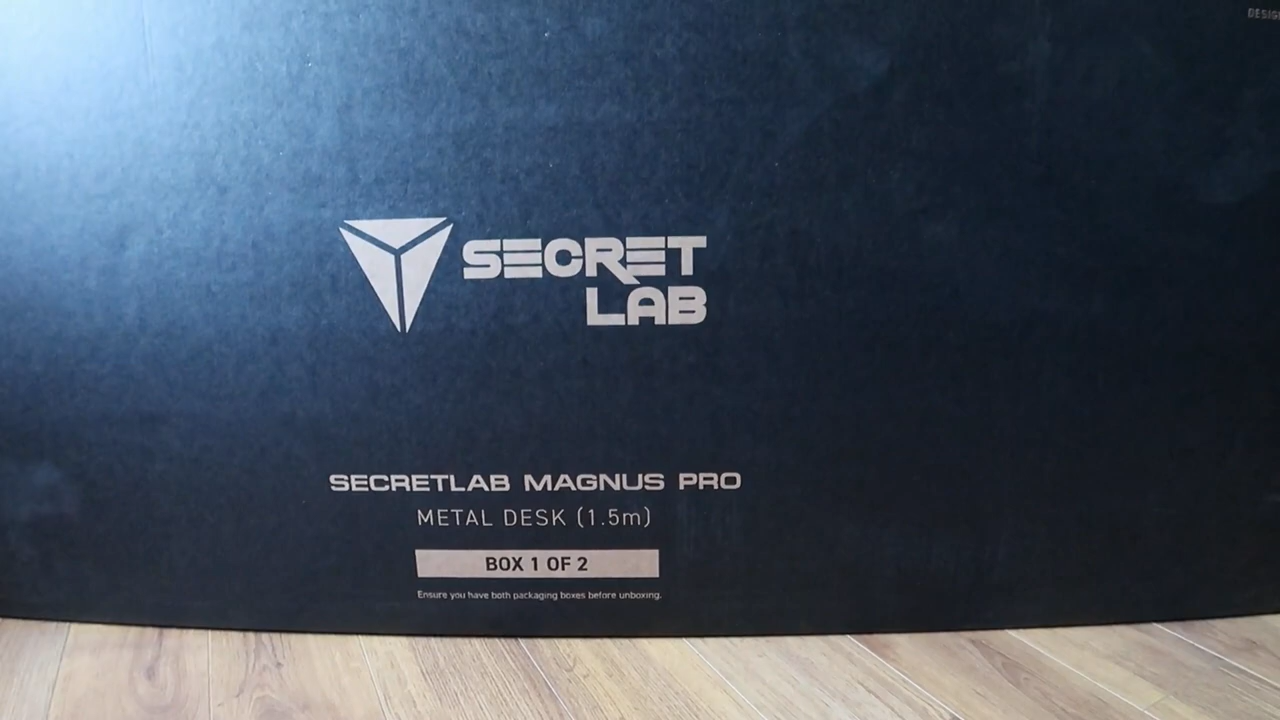 SECRET
LAB
SECRETLAB MAGNUS PRO
METAL DESK (1.5m)
BOX 1 OF 2
Ensure you have both packaging boxes before unboxing.